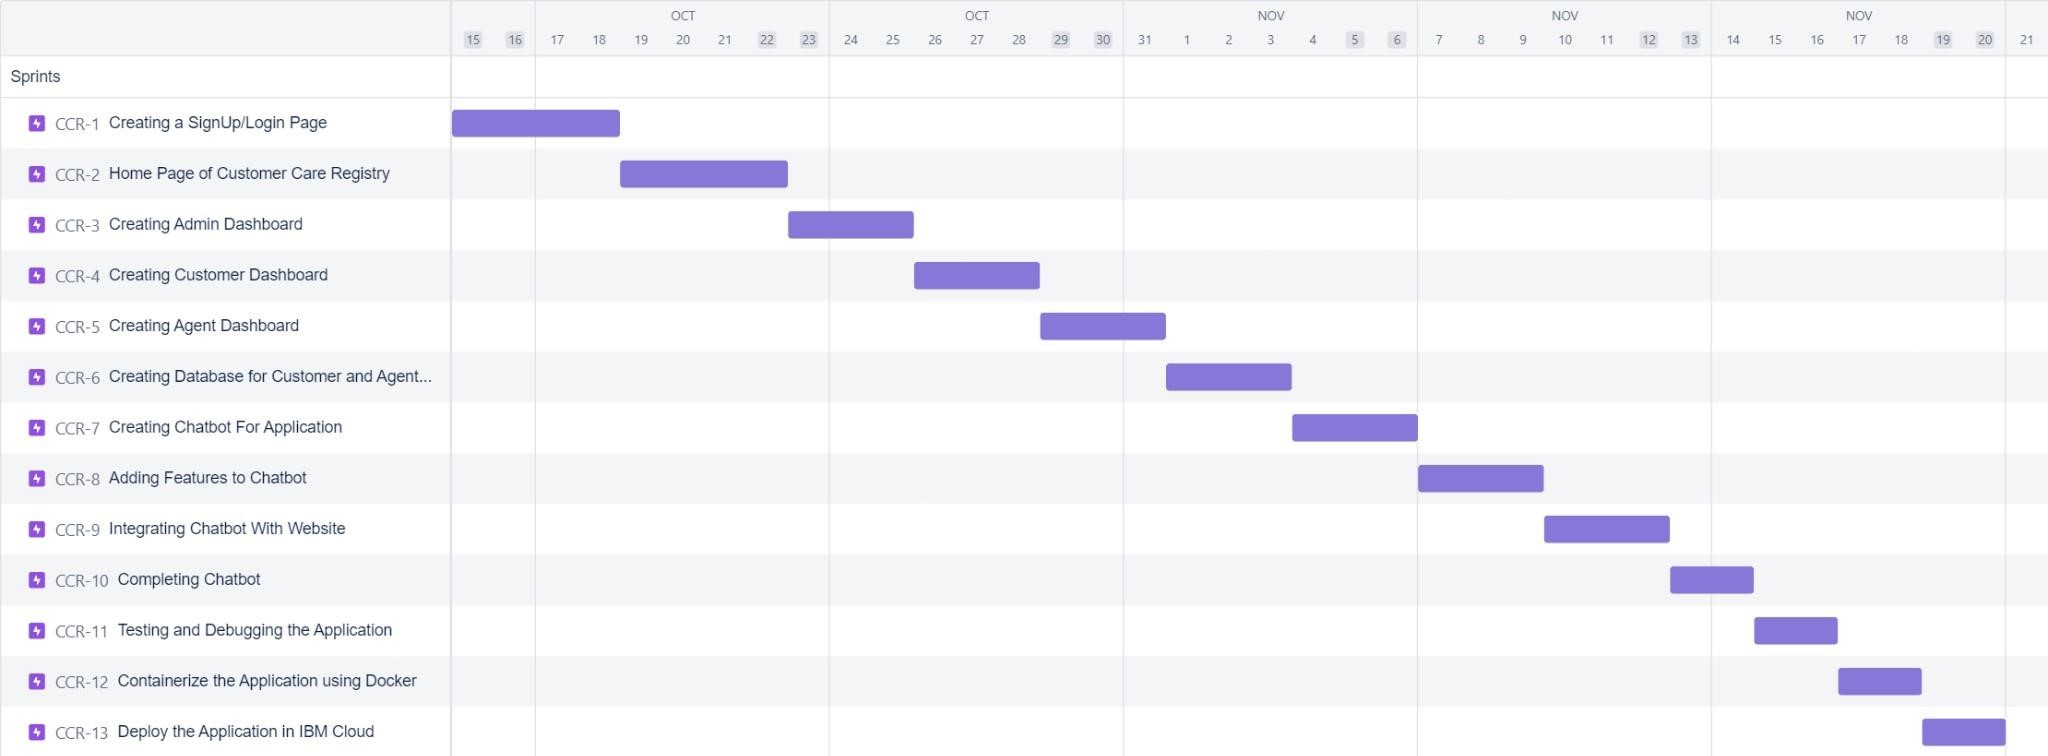 OCT OCT NOV NOV NOV
15 16 17 18 19 20 21 22 23 24 25 26 27 28 29 30 31 1 2 3 4 5 6 7 8 9 10 11 12 13 14 15 16 17 18 19 20 21
Sprints
CCR-1 Creating a SignUp/Login Page
CCR-2 Home Page of Customer Care Registry
CCR-3 Creating Admin Dashboard
CCR-4 Creating Customer Dashboard
CCR-5 Creating Agent Dashboard
CCR-6 Creating Database for Customer and Agent...
CCR-7 Creating Chatbot For Application
CCR-8 Adding Features to Chatbot
CCR-9 Integrating Chatbot With Website
CCR-10 Completing Chatbot
CCR-11 Testing and Debugging the Application
CCR-12 Containerize the Application using Docker
CCR-13 Deploy the Application in IBM Cloud